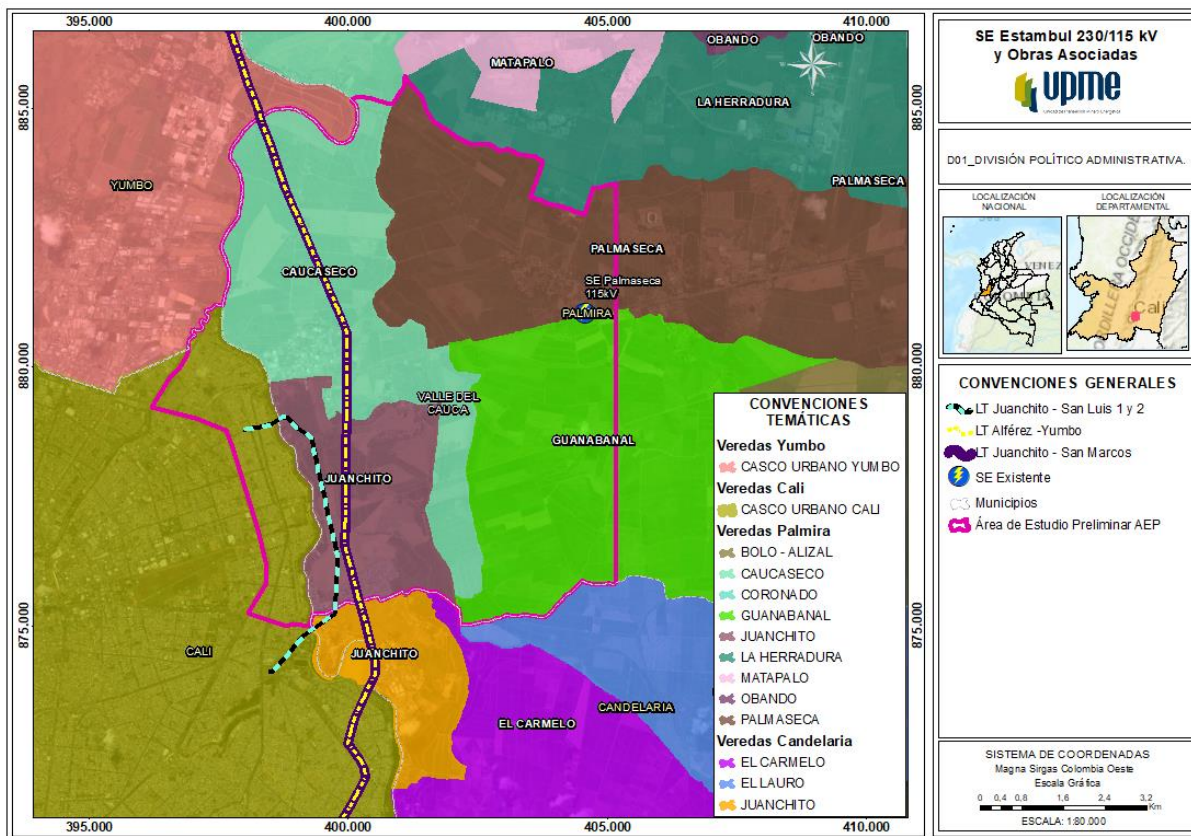 395.000
400.000
405.000
410.000
885.000
880.000
875.000
885.000
880.000
875.000
395.000
400.000
405.000
410.000
OBANDO
OBANDO
MATAPALO
LA HERRADURA
YUMBO
PALMASECA
PALMASECA
CAUCASECO
SE Palmaseca
115kV
PALMIRA
VALLE DEL
CAUCA
GUANABANAL
JUANCHITO
CALI
JUANCHITO
CANDELARIA
EL CARMELO
CONVENCIONES
TEMÁTICAS
Veredas Yumbo
CASCO URBANO YUMBO
Veredas Cali
CASCO URBANO CALI
Veredas Palmira
BOLO - ALIZAL
CAUCASECO
CORONADO
GUANABANAL
JUANCHITO
LA HERRADURA
MATAPALO
OBANDO
PALMASECA
Veredas Candelaria
EL CARMELO
EL LAURO
JUANCHITO
SE Estambul 230/115 kV
y Obras Asociadas
upme
D01_DIVISIÓN POLÍTICO ADMINISTRATIVA.
LOCALIZACIÓN
NACIONAL
LOCALIZACIÓN
DEPARTAMENTAL
VENEZ
Cali
CONVENCIONES GENERALES
LT Juanchito - San Luis 1 y 2
LT Alférez -Yumbo
LT Juanchito - San Marcos
SE Existente
Municipios
Área de Estudio Preliminar AEP
SISTEMA DE COORDENADAS
Magna Sirgas Colombia Oeste
Escala Gráfica
0 0,4 0,8 1,6 2,4 3,2
Km
ESCALA: 1:80.000